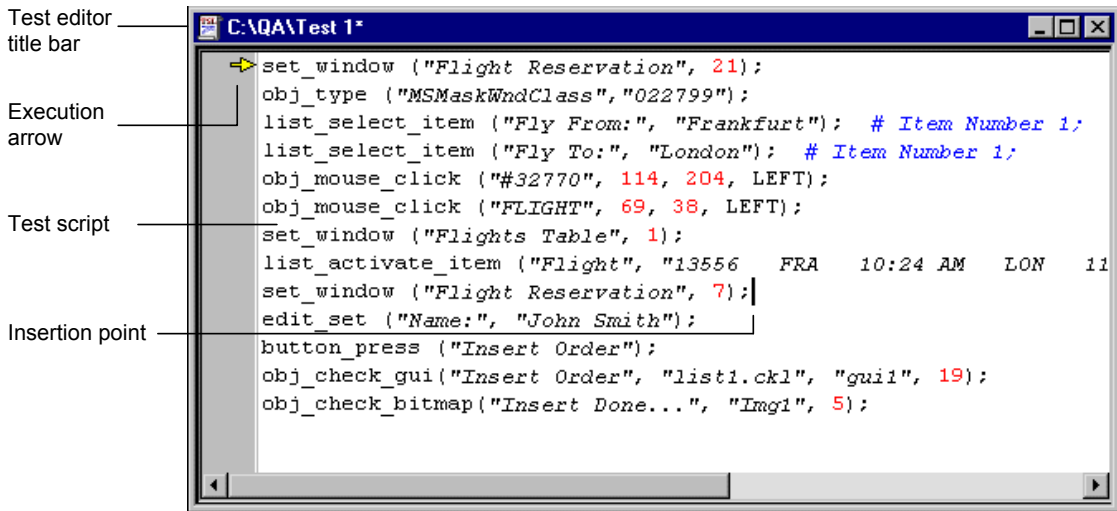 Test editor
title bar
C:\QA\Test 1*
Execution
arrow
Test script
Insertion point
set_window ("Flight Reservation", 21);
obj_type ("MSMaskWndClass","022799");
list_select_item ("Fly From:", "Frankfurt");  # Item Number 1;
list_select_item ("Fly To:", "London");  # Item Number 1;
obj_mouse_click ("#32770", 114, 204, LEFT);
obj_mouse_click ("FLIGHT", 69, 38, LEFT);
set_window ("Flights Table", 1);
list_activate_item ("Flight", "13556   FRA   10:24 AM   LON   11
set_window ("Flight Reservation", 7);
edit_set ("Name:", "John Smith");
button_press ("Insert Order");
obj_check_gui("Insert Order", "list1.ckl", "gui1", 19);
obj_check_bitmap("Insert Done...", "Img1", 5);